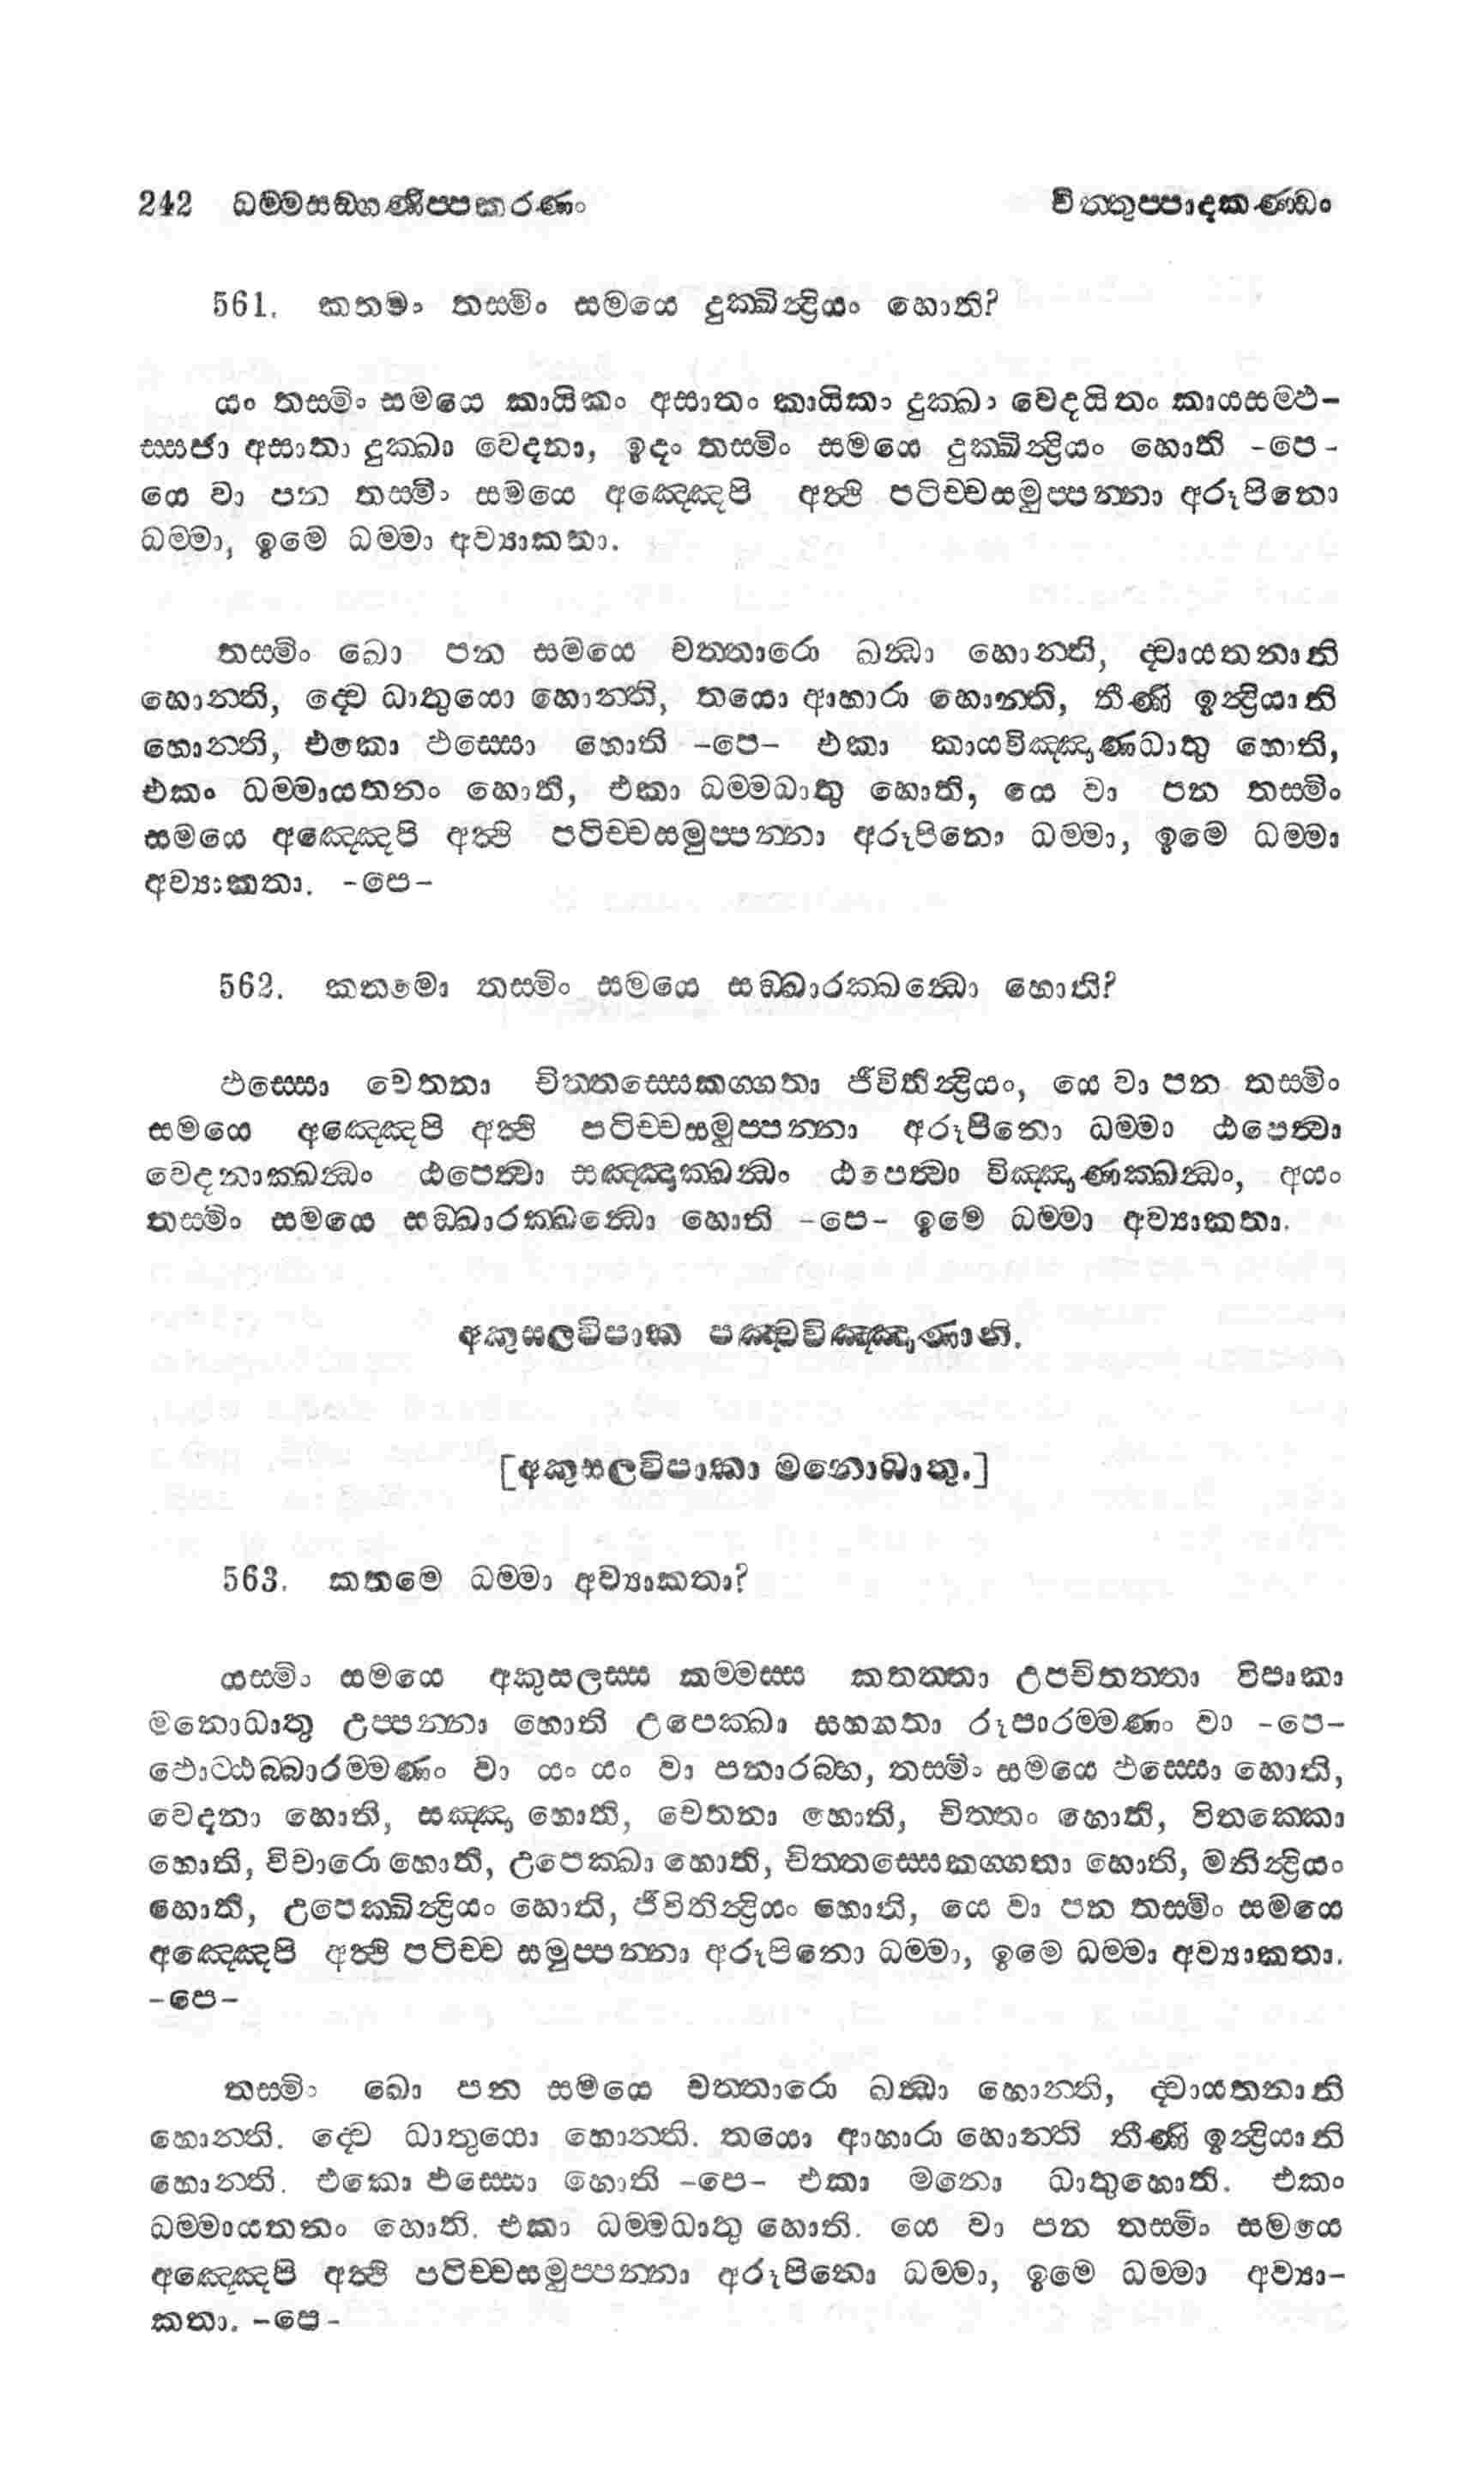 242 ධම්මසඞ්ගණිප්පකරණං චිත්තුප්පාදකණ්ඩං
561. කතමං තස්මිං සමයෙ දුක්ඛින්ද්‍රියං හොති?
යං තස්මිං සමයෙ කායිකං අසාතං කායිකං දුක්ඛං වෙදයිතං කායසම්ඵ-
ස්සජා අසාතා දුක්ඛා වෙදනා, ඉදං තස්මිං සමයෙ දුක්ඛින්ද්‍රියං හොති -පෙ-
යෙ වා පන තස්මිං සමයෙ අඤ්ඤෙපි අත්ථි පටිච්චසමුප්පන්නා අරූපිනො
ධම්මා, ඉමෙ ධම්මා අව්‍යාකතා.
තස්මිං ඛො පන සමයෙ චත්තාරො ඛන්ධා හොන්ති, ද්වායතනානි
හොන්ති, ද්වෙ ධාතුයො හොන්ති, තයො ආහාරා හොන්ති, තීණි ඉන්ද්‍රියානි
හොන්ති, එකො ඵස්සො හොති -පෙ- එකා කායවිඤ්ඤාණධාතු හොති,
එකං ධම්මායතනං හොති, එකා ධම්මධාතු හොති, යෙ වා පන තස්මිං
සමයෙ අඤ්ඤෙපි අත්ථි පටිච්චසමුප්පන්නා අරූපිනො ධම්මා, ඉමෙ ධම්මා
අව්‍යාකතා. -පෙ-
562. කතමො තස්මිං සමයෙ සඞ්ඛාරක්ඛන්ධො හොති?
ඵස්සො චෙතනා චිත්තස්සෙකග්ගතා ජීවිතින්ද්‍රියං, යෙ වා පන තස්මිං
සමයෙ අඤ්ඤෙපි අත්ථි පටිච්චසමුප්පන්නා අරූපිනො ධම්මා ඨපෙත්වා
වෙදනාක්ඛන්ධං ඨපෙත්වා සඤ්ඤාක්ඛන්ධං ඨපෙත්වා විඤ්ඤාණක්ඛන්ධං, අයං
තස්මිං සමයෙ සඞ්ඛාරක්ඛන්ධො හොති -පෙ- ඉමෙ ධම්මා අව්‍යාකතා.
අකුසලවිපාක පඤ්චවිඤ්ඤාණානි.
[අකුසලවිපාකා මනොධාතු.]
563. කතමෙ ධම්මා අව්‍යාකතා?
යස්මිං සමයෙ අකුසලස්ස කම්මස්ස කතත්තා උපචිතත්තා විපාකා
මනොධාතු උප්පන්නා හොති උපෙක්ඛා සහගතා රූපාරම්මණං වා -පෙ-
ඵොට්ඨබ්බාරම්මණං වා යං යං වා පනාරබ්භ, තස්මිං සමයෙ ඵස්සො හොති,
වෙදනා හොති, සඤ්ඤා හොති, චෙතනා හොති, චිත්තං හොති, විතක්කො
හොති, විචාරො හොති, උපෙක්ඛා හොති, චිත්තස්සෙකග්ගතා හොති, මනින්ද්‍රියං
හොති, උපෙක්ඛින්ද්‍රියං හොති, ජීවිතින්ද්‍රියං හොති, යෙ වා පන තස්මිං සමයෙ
අඤ්ඤෙපි අත්ථි පටිච්ච සමුප්පන්නා අරූපිනො ධම්මා, ඉමෙ ධම්මා අව්‍යාකතා.
-පෙ-
තස්මිං ඛො පන සමයෙ චත්තාරො ඛන්ධා හොන්ති, ද්වායතනානි
හොන්ති. ද්වෙ ධාතුයො හොන්ති. තයො ආහාරා හොන්ති තීණි ඉන්ද්‍රියානි
හොන්ති. එකො ඵස්සො හොති -පෙ- එකා මනො ධාතුහොති. එකං
ධම්මායතනං හොති. එකා ධම්මධාතු හොති. යෙ වා පන තස්මිං සමයෙ
අඤ්ඤෙපි අත්ථි පටිච්චසමුප්පන්නා අරූපිනො ධම්මා, ඉමෙ ධම්මා අව්‍යා-
කතා. -පෙ-